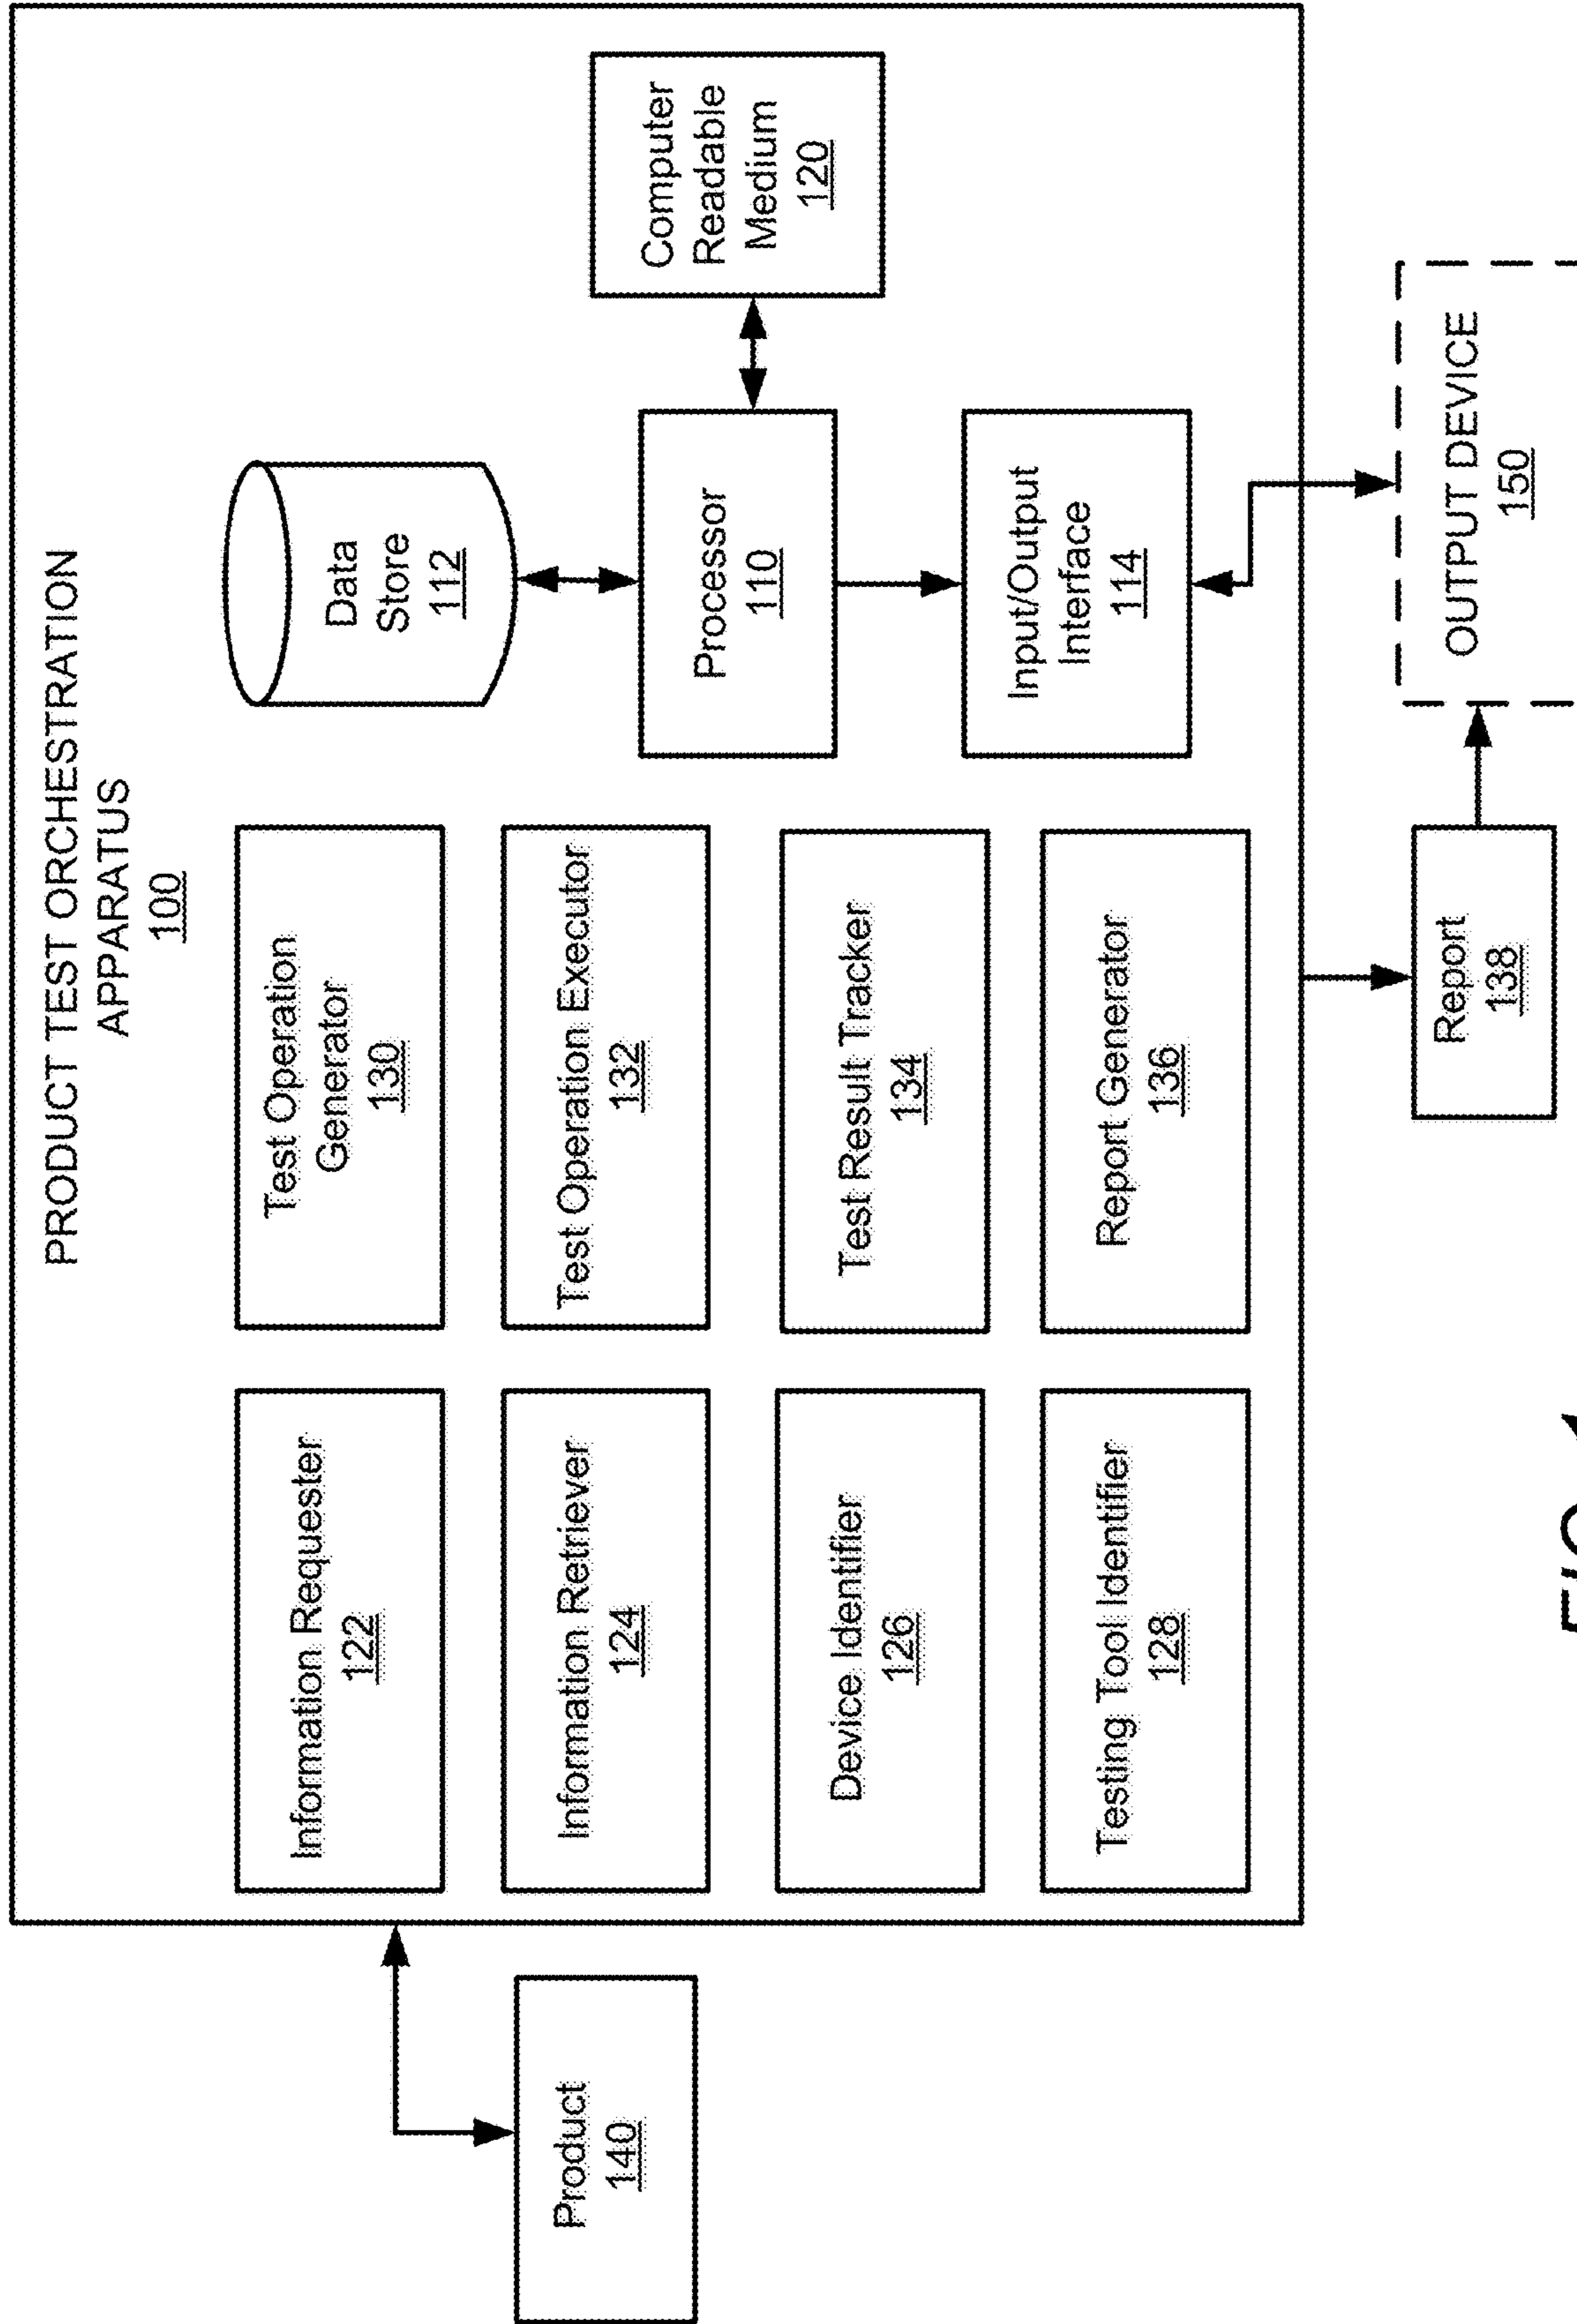 PRODUCT TEST ORCHESTRATION
APPARATUS
100
Product
140
Information Requester
122
Information Retriever
124
Device Identifier
126
Testing Tool Identifier
128
Test Operation
Generator
130
Test Operation Executor
132
Test Result Tracker
134
Report Generator
136
Data
Store
112
Processor
110
Input/Output
Interface
114
Computer
Readable
Medium
120
Report
138
OUTPUT DEVICE
150
FIG. 1